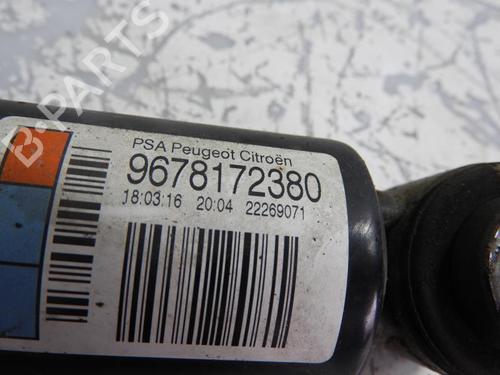 B-PARTS
PSA Peugeot Citroën
9678172380
18:03:16 20:04 22269071